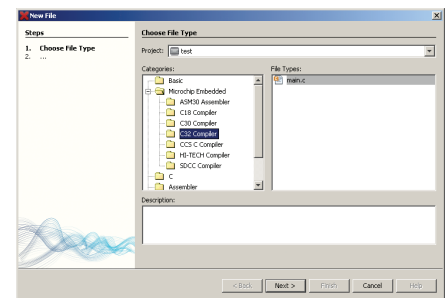 New File
Steps
1. Choose File Type
2. ...
Choose File Type
Project: test
Categories:
Basic
Microchip Embedded
ASM30 Assembler
C18 Compiler
C30 Compiler
C32 Compiler
CCS C Compiler
HI-TECH Compiler
SDCC Compiler
C
Assembler
File Types:
main.c
Description:
< Back
Next >
Finish
Cancel
Help